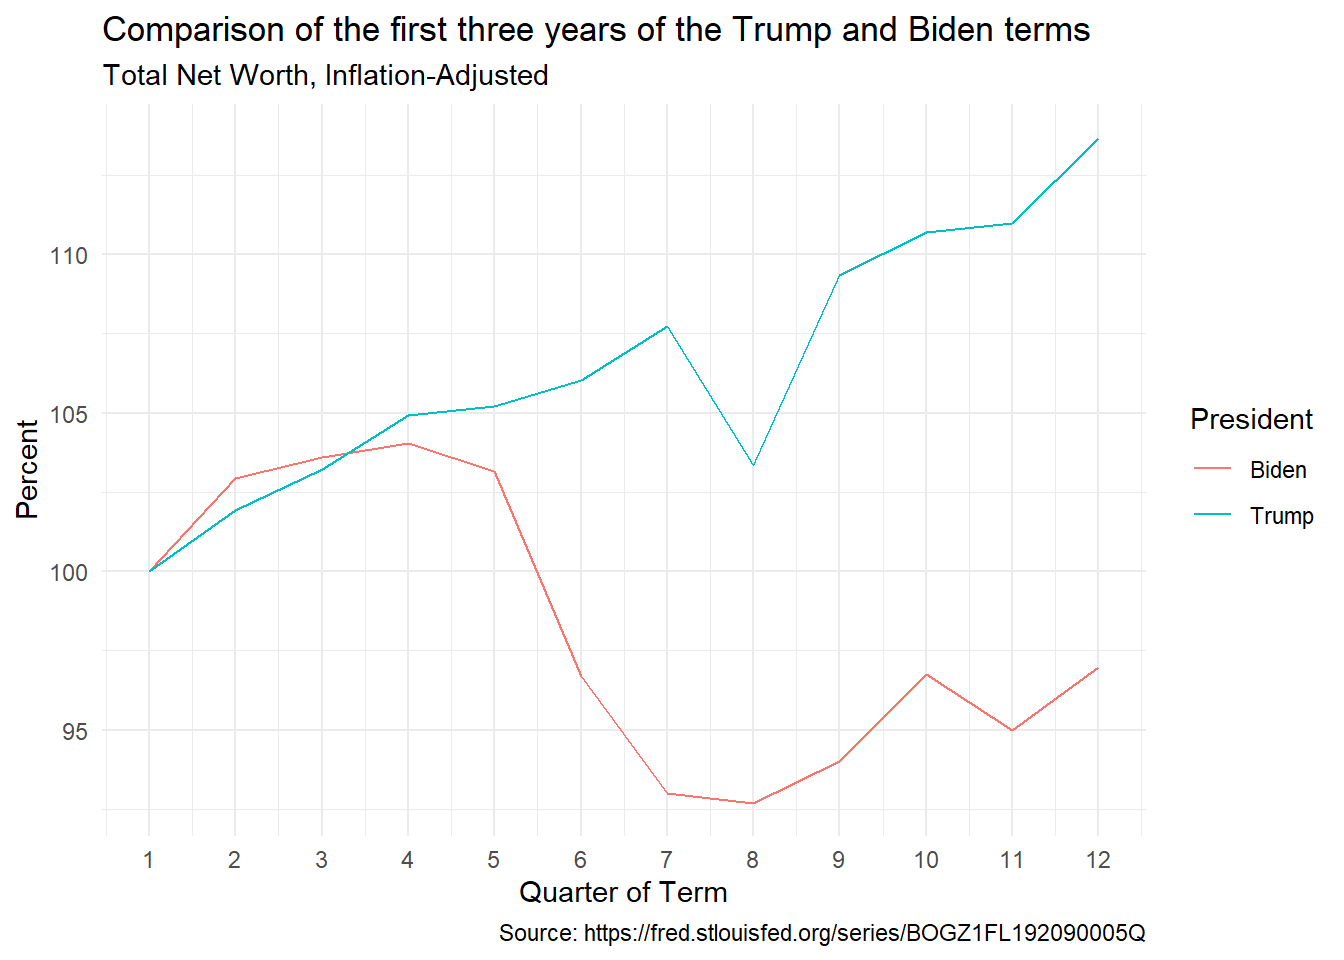 Comparison of the first three years of the Trump and Biden terms
Total Net Worth, Inflation-Adjusted
110
105
100
95
Percent
1 2 3 4 5 6 7 8 9 10 11 12
Quarter of Term
President
Biden
Trump
Source: https://fred.stlouisfed.org/series/BOGZ1FL192090005Q